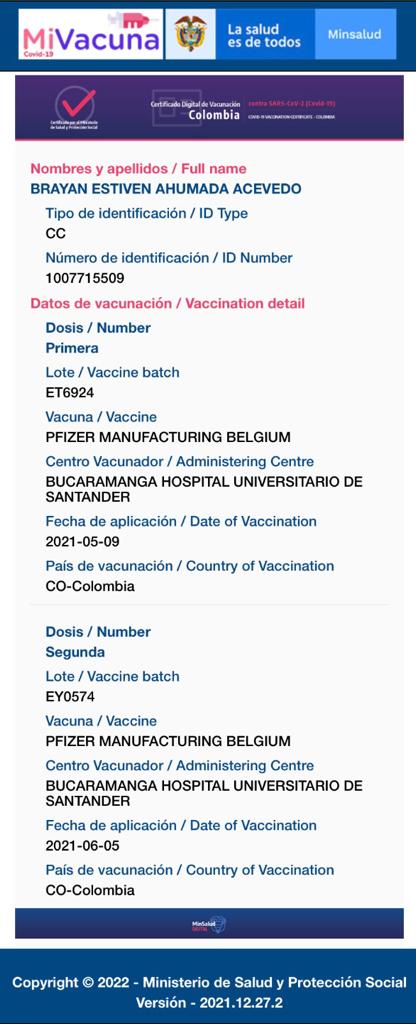 MiVacuna
Covid-19
La salud
es de todos
Minsalud
Certificado por el Ministerio
de Salud y Protección Social
Certificado Digital de Vacunación
Colombia
contra SARS-CoV-2 (Covid-19)
COVID-19 VACCINATION CERTIFICATE - COLOMBIA
Nombres y apellidos / Full name
BRAYAN ESTIVEN AHUMADA ACEVEDO
Tipo de identificación / ID Type
CC
Número de identificación / ID Number
1007715509
Datos de vacunación / Vaccination detail
Dosis / Number
Primera
Lote / Vaccine batch
ET6924
Vacuna / Vaccine
PFIZER MANUFACTURING BELGIUM
Centro Vacunador / Administering Centre
BUCARAMANGA HOSPITAL UNIVERSITARIO DE
SANTANDER
Fecha de aplicación / Date of Vaccination
2021-05-09
País de vacunación / Country of Vaccination
CO-Colombia
Dosis / Number
Segunda
Lote / Vaccine batch
EY0574
Vacuna / Vaccine
PFIZER MANUFACTURING BELGIUM
Centro Vacunador / Administering Centre
BUCARAMANGA HOSPITAL UNIVERSITARIO DE
SANTANDER
Fecha de aplicación / Date of Vaccination
2021-06-05
País de vacunación / Country of Vaccination
CO-Colombia
MinSalud
DIGITAL
Copyright © 2022 - Ministerio de Salud y Protección Social
Versión - 2021.12.27.2